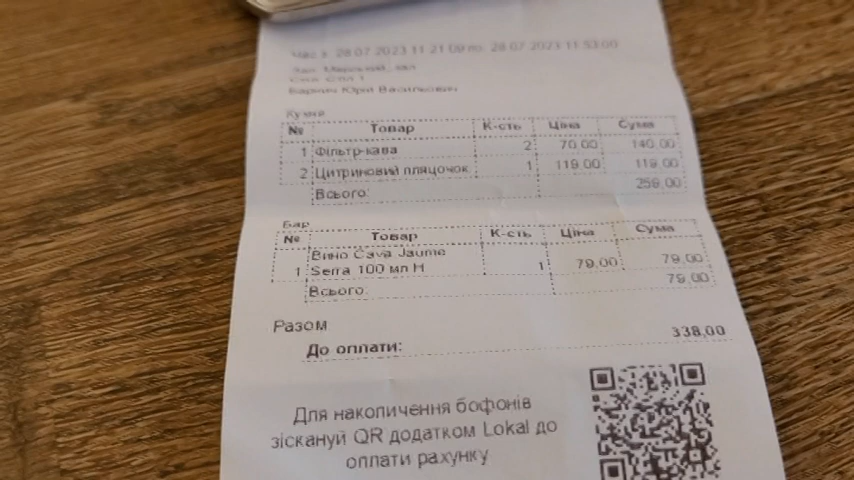 28 07 2023 11 21 09 по 28 07 2023 11 53 00
Бармин Юрій Васильович
Кухня
№ Товар К-сть Ціна Сума
1 Фільтр-кава 2 70,00 140,00
2 Цитриновий пляцочок 1 119,00 119,00
Всього: 259,00
Бар
№ Товар К-сть Ціна Сума
Вино Cava Jaume
1 Serra 100 мл Н 1 79,00 79,00
Всього: 79,00
Разом
До оплати: 338,00
Для накопичення бофонів
зіскануй QR додатком Lokal до
оплати рахунку